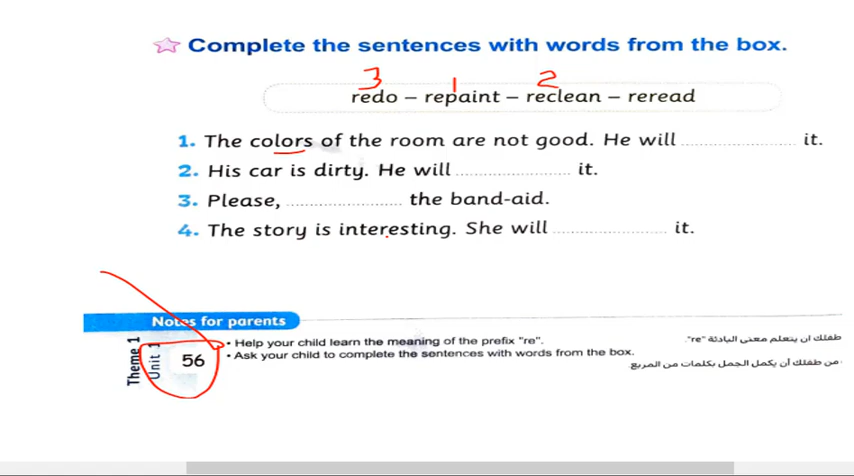 Complete the sentences with words from the box.
3 1 2
redo – repaint – reclean – reread
1. The colors of the room are not good. He will .................... it.
2. His car is dirty. He will .................... it.
3. Please, .................... the band-aid.
4. The story is interesting. She will .................... it.
Notes for parents
• Help your child learn the meaning of the prefix "re".
طفلك ان يتعلم معنى البادئة "re".
• Ask your child to complete the sentences with words from the box.
من طفلك أن يكمل الجمل بكلمات من المربع.
Theme 1
Unit 1
56